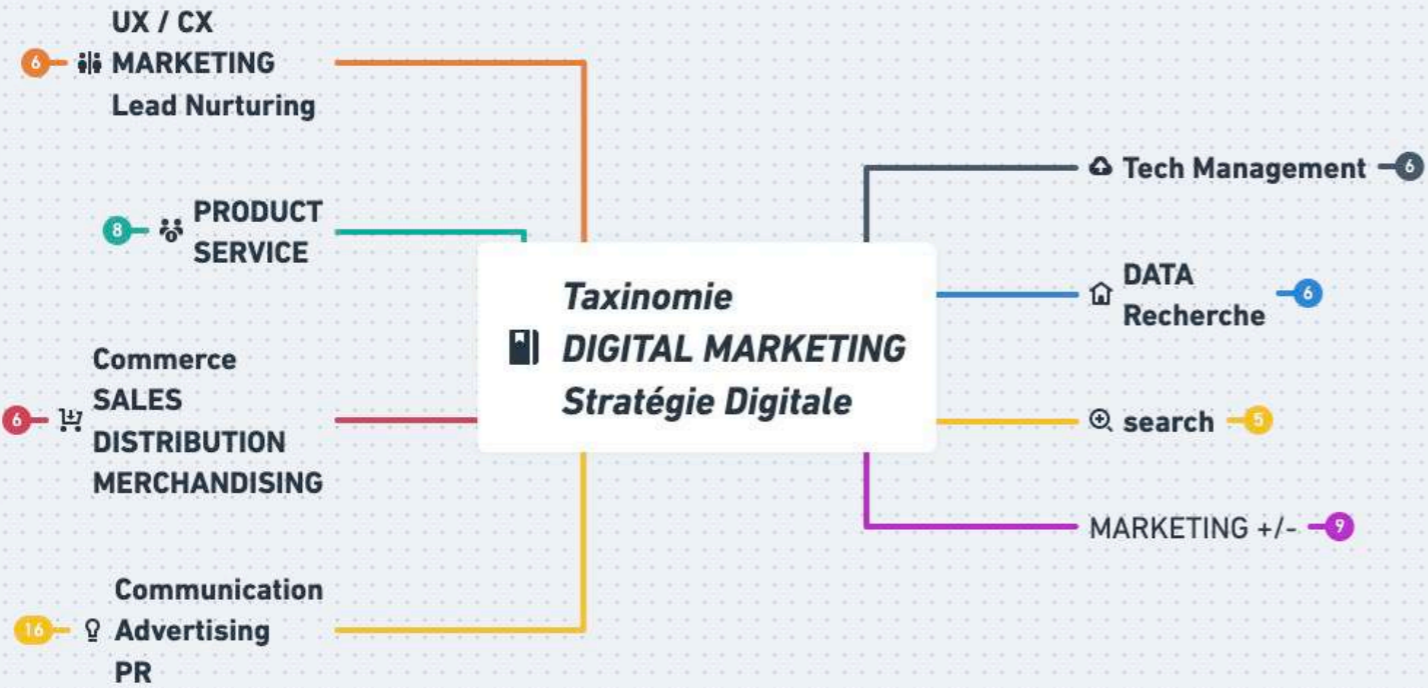 UX / CX
6 MARKETING
Lead Nurturing
8 PRODUCT
SERVICE
Commerce
6 SALES
DISTRIBUTION
MERCHANDISING
Communication
16 Advertising
PR
Taxinomie
DIGITAL MARKETING
Stratégie Digitale
Tech Management 6
DATA
Recherche 6
search 5
MARKETING +/- 9